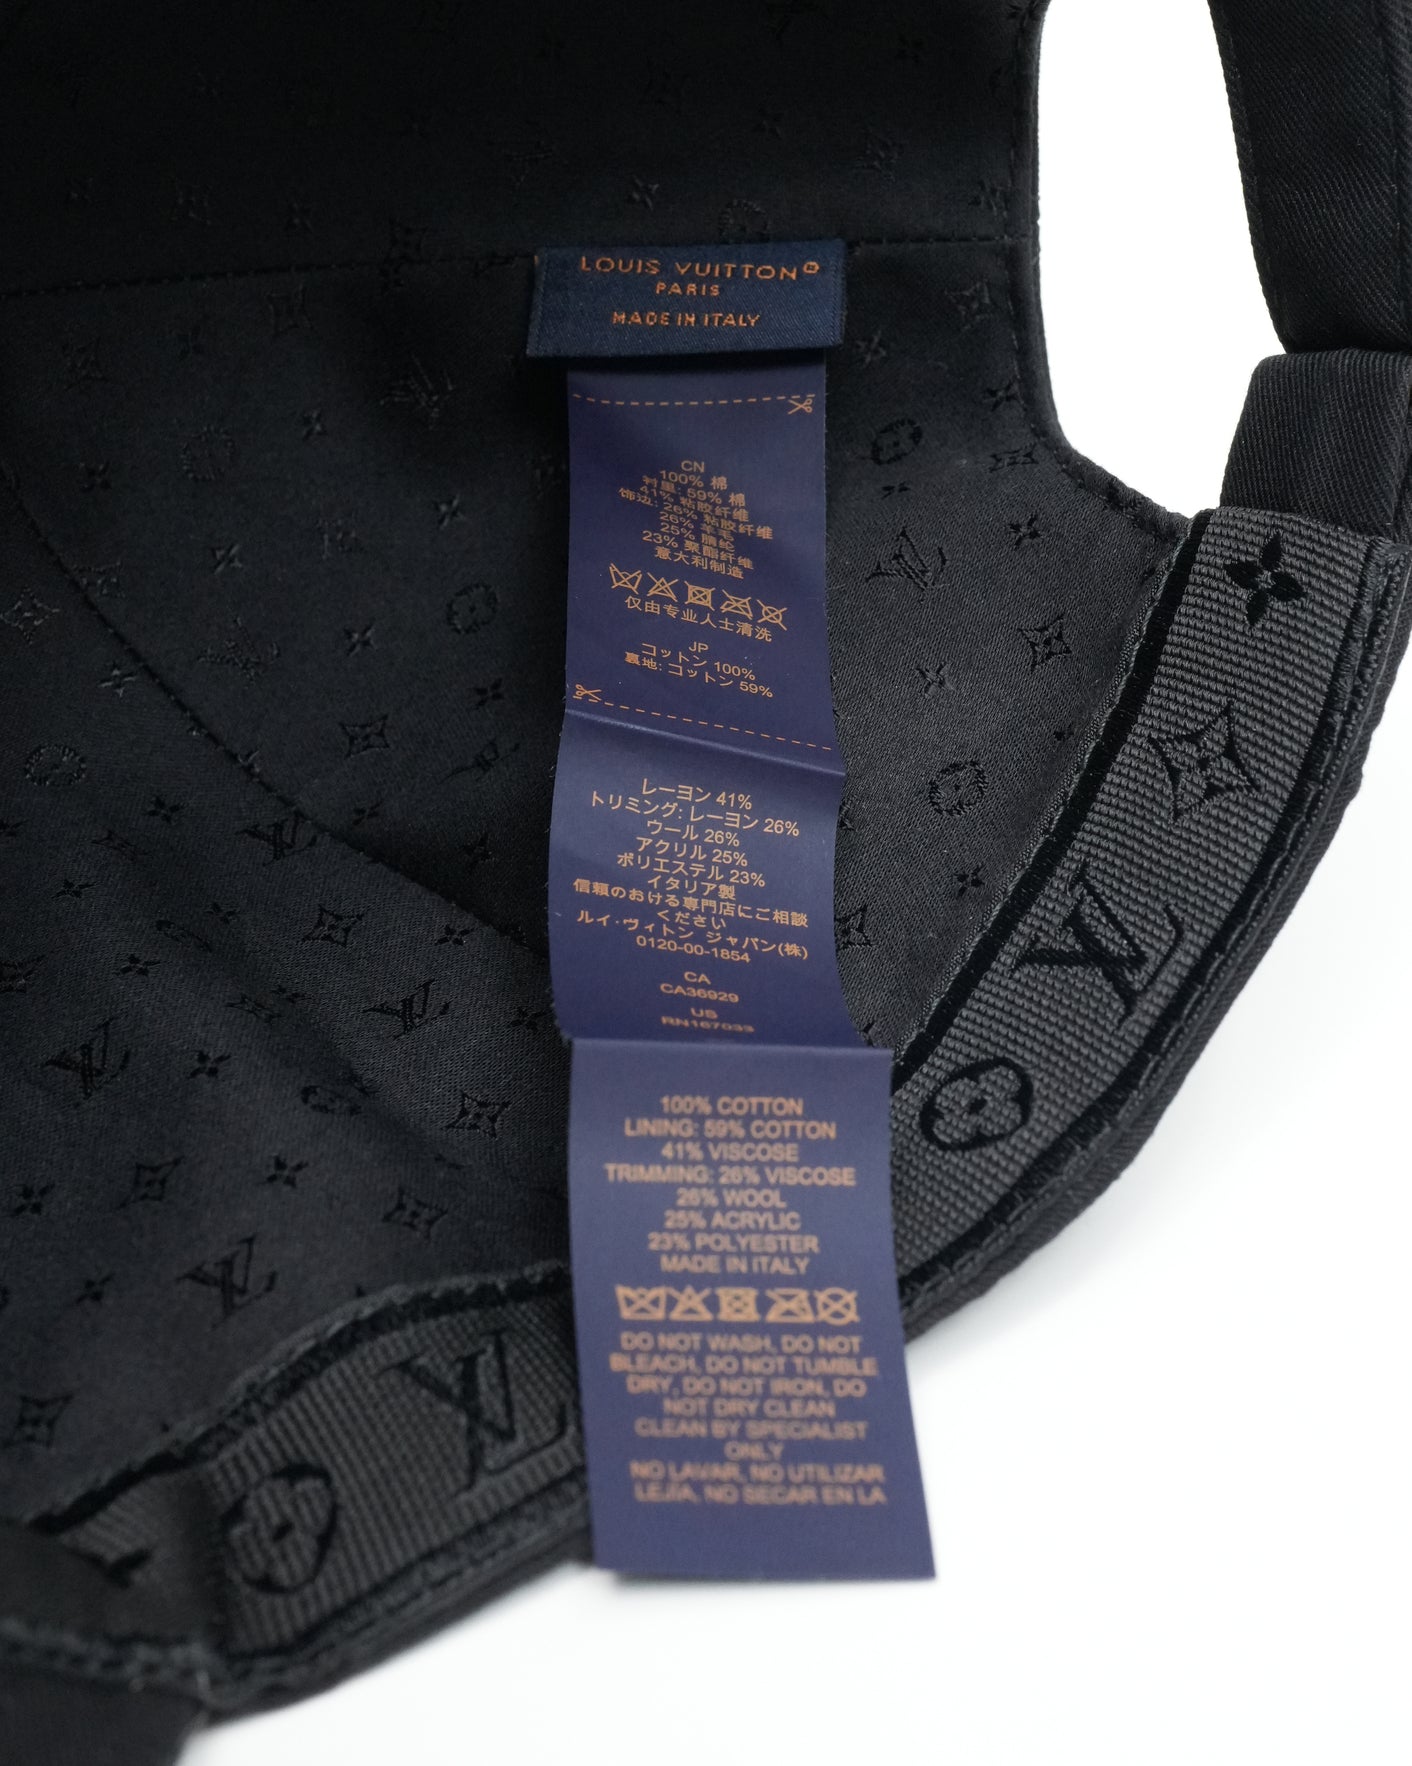 LOUIS VUITTON
PARIS
MADE IN ITALY
CN
100% 棉
衬里: 59% 棉
41% 粘胶纤维
饰边: 26% 粘胶纤维
26% 羊毛
25% 腈纶
23% 聚酯纤维
意大利制造
仅由专业人士清洗
JP
コットン 100%
裏地: コットン 59%
レーヨン 41%
トリミング: レーヨン 26%
ウール 26%
アクリル 25%
ポリエステル 23%
イタリア製
信頼のおける専門店にご相談
ください
ルイ・ヴィトン ジャパン(株)
0120-00-1854
CA
CA36929
US
RN167033
100% COTTON
LINING: 59% COTTON
41% VISCOSE
TRIMMING: 26% VISCOSE
26% WOOL
25% ACRYLIC
23% POLYESTER
MADE IN ITALY
DO NOT WASH, DO NOT
BLEACH, DO NOT TUMBLE
DRY, DO NOT IRON, DO
NOT DRY CLEAN
CLEAN BY SPECIALIST
ONLY
NO LAVAR, NO UTILIZAR
LEJÍA, NO SECAR EN LA